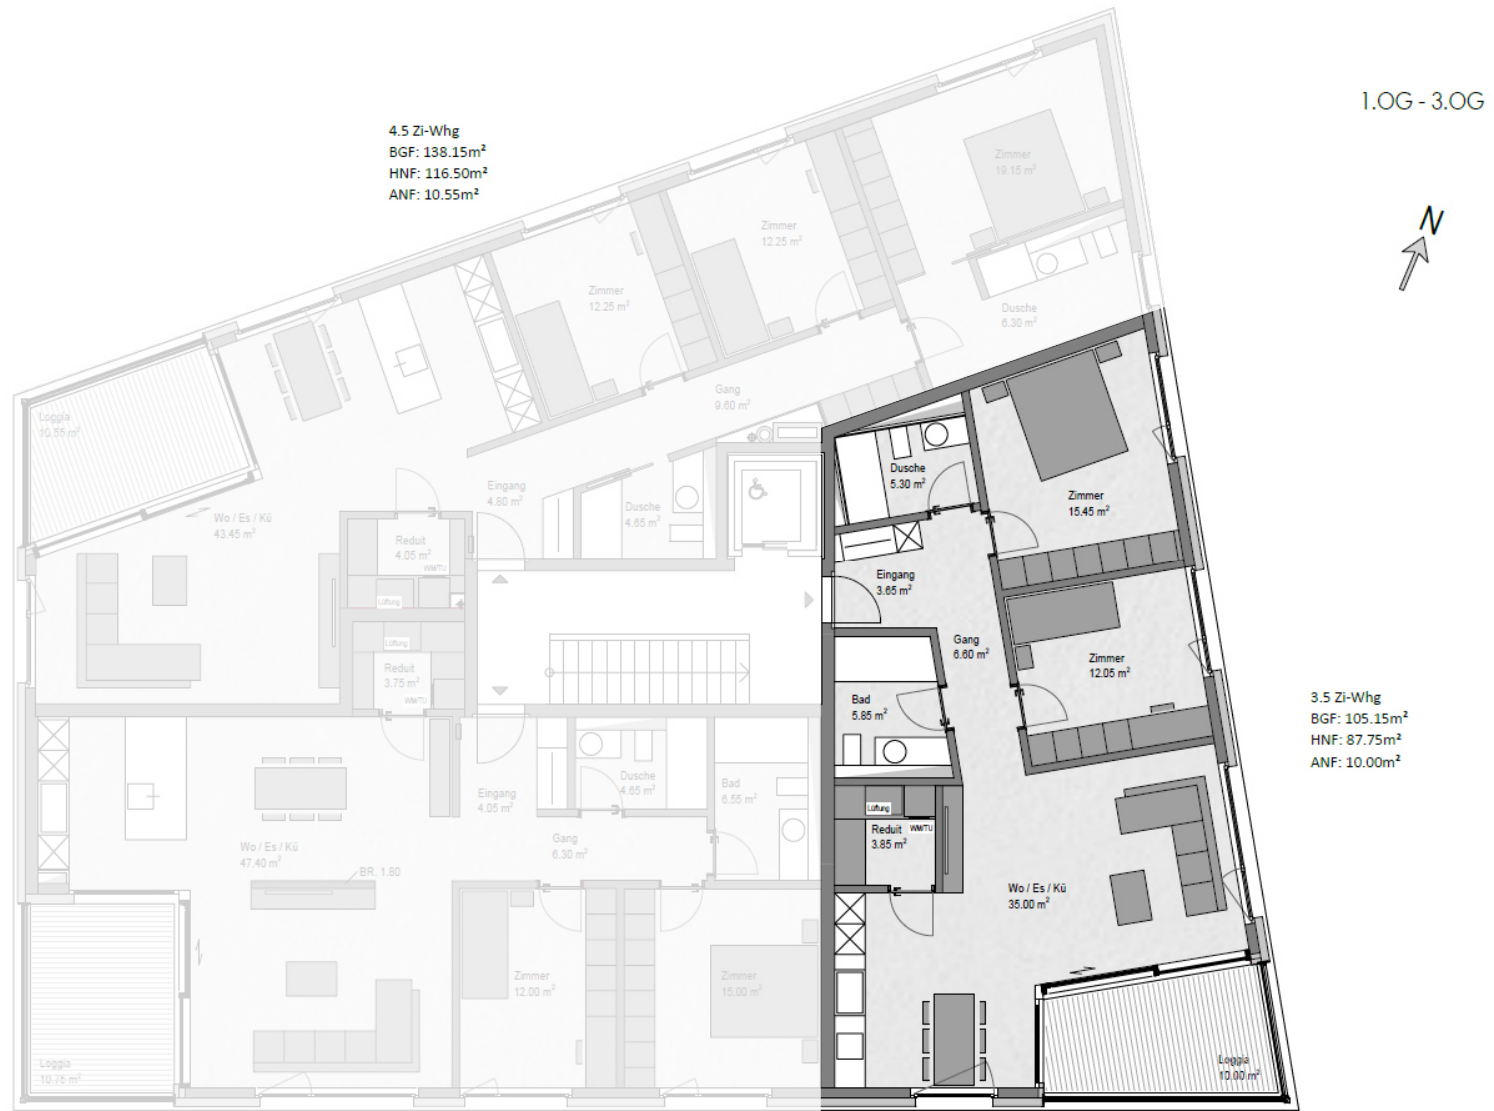 1.OG - 3.OG
4.5 Zi-Whg
BGF: 138.15m²
HNF: 116.50m²
ANF: 10.55m²
N
Zimmer
19.15 m²
Zimmer
12.25 m²
Zimmer
12.25 m²
Dusche
6.30 m²
Gang
9.60 m²
Loggia
10.55 m²
Eingang
4.80 m²
Dusche
4.65 m²
Wo / Es / Kü
43.45 m²
Reduit
4.05 m²
WM/TU
Lüftung
Lüftung
Reduit
3.75 m²
WM/TU
Dusche
5.30 m²
Zimmer
15.45 m²
Eingang
3.65 m²
Gang
6.60 m²
Zimmer
12.05 m²
Bad
5.85 m²
3.5 Zi-Whg
BGF: 105.15m²
HNF: 87.75m²
ANF: 10.00m²
Lüftung
Reduit
3.85 m²
WM/TU
Wo / Es / Kü
35.00 m²
Loggia
10.00 m²
Eingang
4.05 m²
Dusche
4.65 m²
Bad
6.55 m²
Gang
6.30 m²
Wo / Es / Kü
47.40 m²
BR. 1.80
Zimmer
12.00 m²
Zimmer
15.00 m²
Loggia
10.75 m²